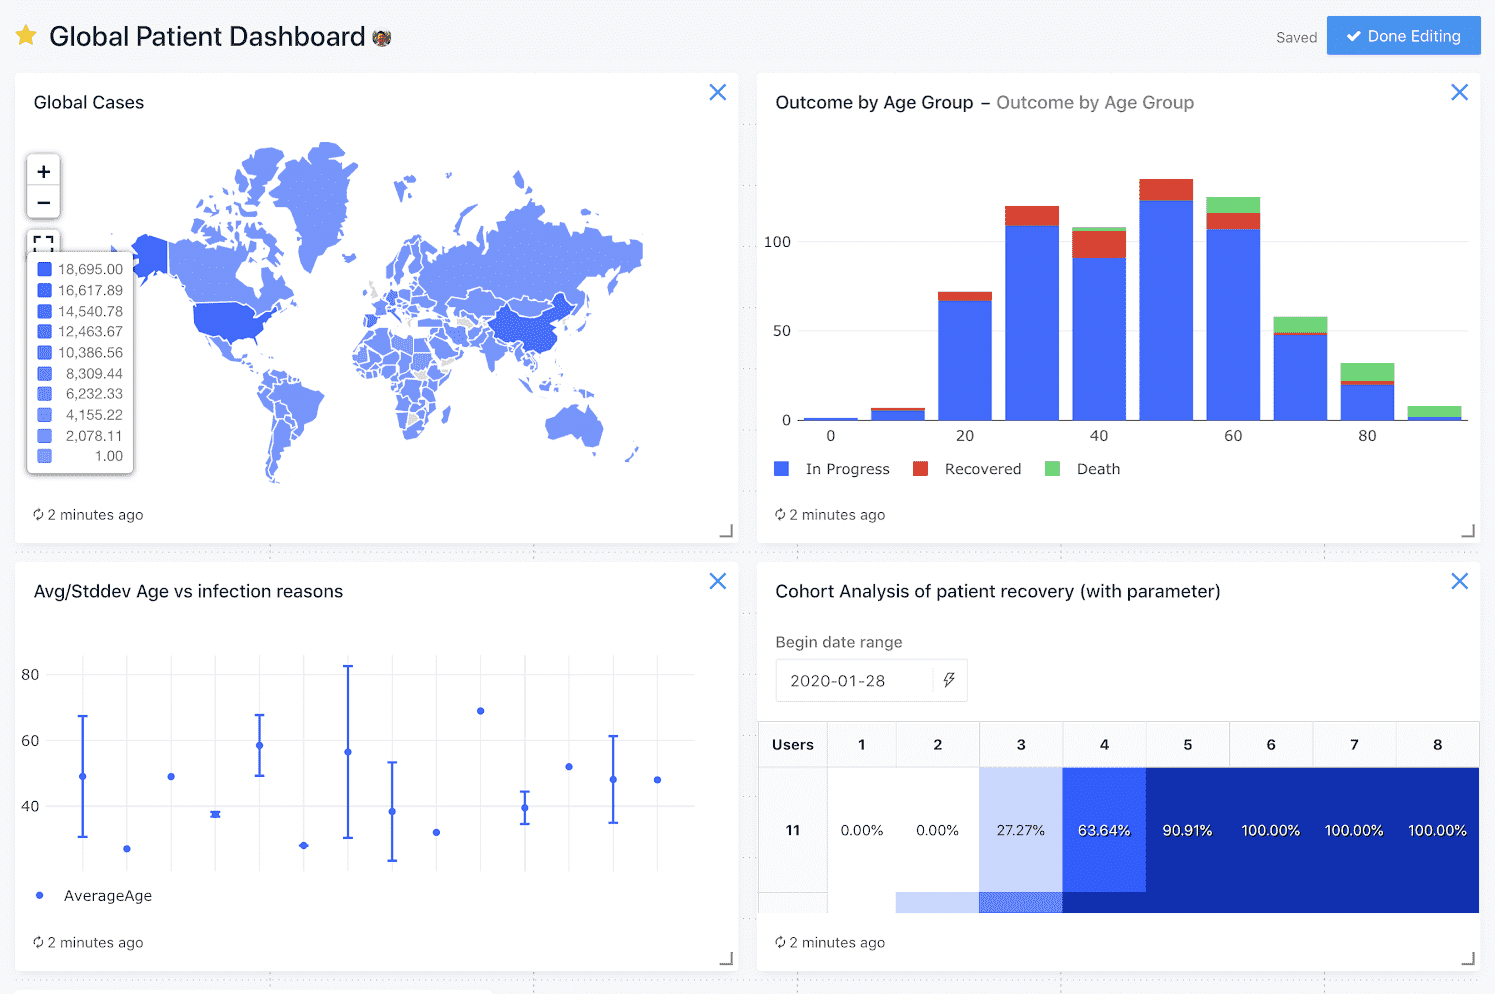 Global Patient Dashboard
Saved
Done Editing
Global Cases
+
−
18,695.00
16,617.89
14,540.78
12,463.67
10,386.56
8,309.44
6,232.33
4,155.22
2,078.11
1.00
2 minutes ago
Outcome by Age Group – Outcome by Age Group
100
50
0
0 20 40 60 80
In Progress Recovered Death
2 minutes ago
Avg/Stddev Age vs infection reasons
80
60
40
AverageAge
2 minutes ago
Cohort Analysis of patient recovery (with parameter)
Begin date range
2020-01-28
Users 1 2 3 4 5 6 7 8
11 0.00% 0.00% 27.27% 63.64% 90.91% 100.00% 100.00% 100.00%
2 minutes ago